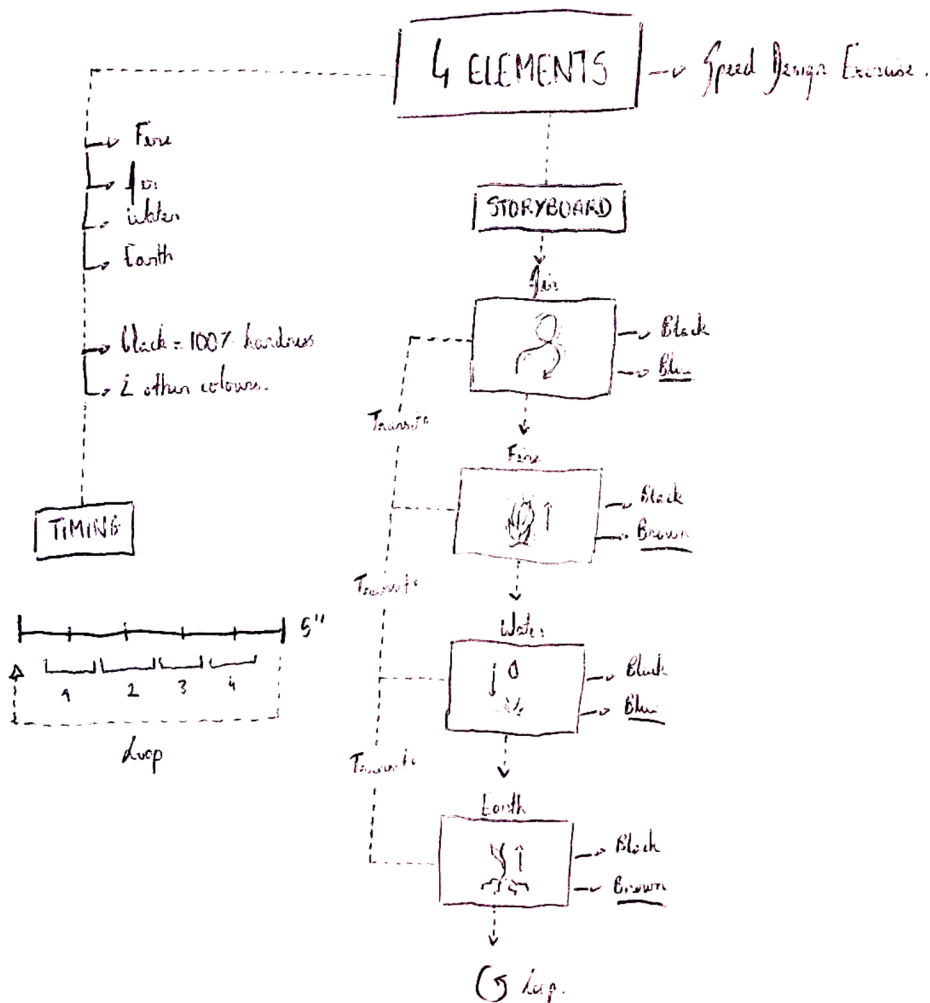 4 ELEMENTS
Speed Design Exercise.
Fire
Air
Water
Earth
black = 100% hardness
2 other colours.
TIMING
5"
1 2 3 4
Loop
STORYBOARD
Air
Black
Blue
Transit°
Fire
Black
Brown
Transit°
Water
Black
Blue
Transit°
Earth
Black
Brown
Loop.